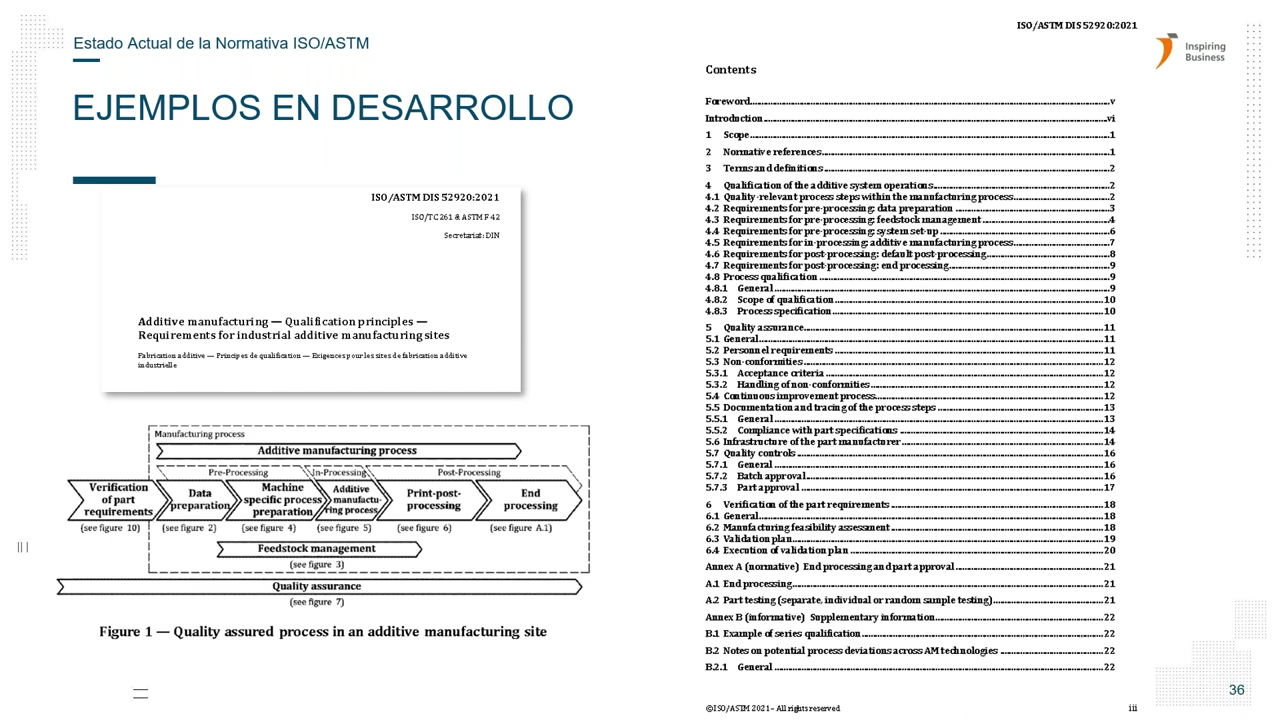 Estado Actual de la Normativa ISO/ASTM
EJEMPLOS EN DESARROLLO
ISO/ASTM DIS 52920:2021
ISO/TC 261 & ASTM F 42
Secretariat: DIN
Additive manufacturing — Qualification principles —
Requirements for industrial additive manufacturing sites
Fabrication additive — Principes de qualification — Exigences pour les sites de fabrication additive
industrielle
Manufacturing process
Additive manufacturing process
Pre-Processing
In-Processing
Post-Processing
Verification
of part
requirements
Data
preparation
Machine
specific process
preparation
Additive
manufactu-
ring process
Print-post-
processing
End
processing
(see figure 10)
(see figure 2)
(see figure 4)
(see figure 5)
(see figure 6)
(see figure A.1)
Feedstock management
(see figure 3)
Quality assurance
(see figure 7)
Figure 1 — Quality assured process in an additive manufacturing site
ISO/ASTM DIS 52920:2021
Inspiring
Business
Contents
Foreword.....v
Introduction.....vi
1 Scope.....1
2 Normative references.....1
3 Terms and definitions.....2
4 Qualification of the additive system operations.....2
4.1 Quality-relevant process steps within the manufacturing process.....2
4.2 Requirements for pre-processing: data preparation.....3
4.3 Requirements for pre-processing: feedstock management.....4
4.4 Requirements for pre-processing: system set-up.....6
4.5 Requirements for in-processing: additive manufacturing process.....7
4.6 Requirements for post-processing: default post-processing.....8
4.7 Requirements for post-processing: end processing.....9
4.8 Process qualification.....9
4.8.1 General.....9
4.8.2 Scope of qualification.....10
4.8.3 Process specification.....10
5 Quality assurance.....11
5.1 General.....11
5.2 Personnel requirements.....11
5.3 Non-conformities.....12
5.3.1 Acceptance criteria.....12
5.3.2 Handling of non-conformities.....12
5.4 Continuous improvement process.....12
5.5 Documentation and tracing of the process steps.....13
5.5.1 General.....13
5.5.2 Compliance with part specifications.....14
5.6 Infrastructure of the part manufacturer.....14
5.7 Quality controls.....16
5.7.1 General.....16
5.7.2 Batch approval.....16
5.7.3 Part approval.....17
6 Verification of the part requirements.....18
6.1 General.....18
6.2 Manufacturing feasibility assessment.....18
6.3 Validation plan.....19
6.4 Execution of validation plan.....20
Annex A (normative) End processing and part approval.....21
A.1 End processing.....21
A.2 Part testing (separate, individual or random sample testing).....21
Annex B (informative) Supplementary information.....22
B.1 Example of series qualification.....22
B.2 Notes on potential process deviations across AM technologies.....22
B.2.1 General.....22
©ISO/ASTM 2021 – All rights reserved
iii
36